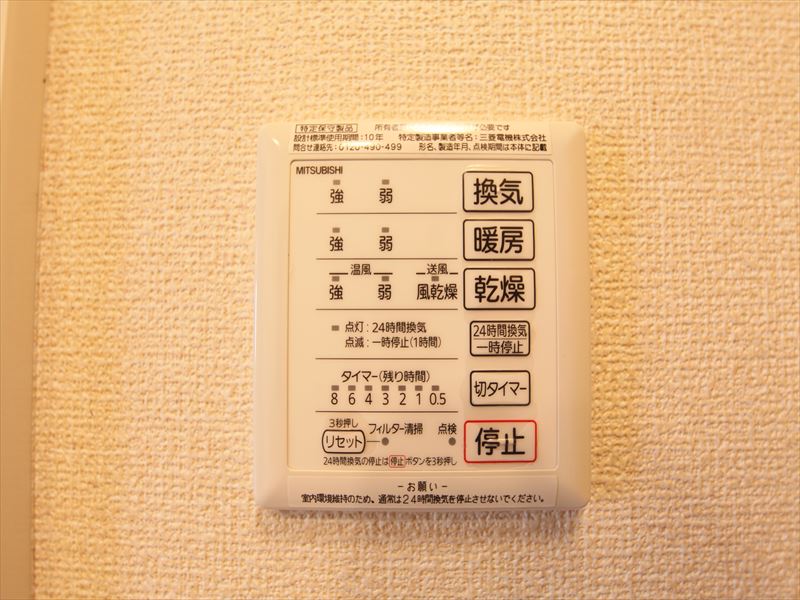 特定保守製品 所有者 必要です
設計標準使用期間:10年 特定製造事業者等名:三菱電機株式会社
問合せ連絡先:0120-490-499 形名、製造年月、点検期間は本体に記載
MITSUBISHI
強 弱 換気
強 弱 暖房
温風 送風
強 弱 風乾燥 乾燥
点灯:24時間換気
点滅:一時停止(1時間)
24時間換気
一時停止
タイマー(残り時間)
8 6 4 3 2 1 0.5
切タイマー
3秒押し
リセット フィルター清掃 点検
停止
24時間換気の停止は停止ボタンを3秒押し
-お願い-
室内環境維持のため、通常は24時間換気を停止させないでください。